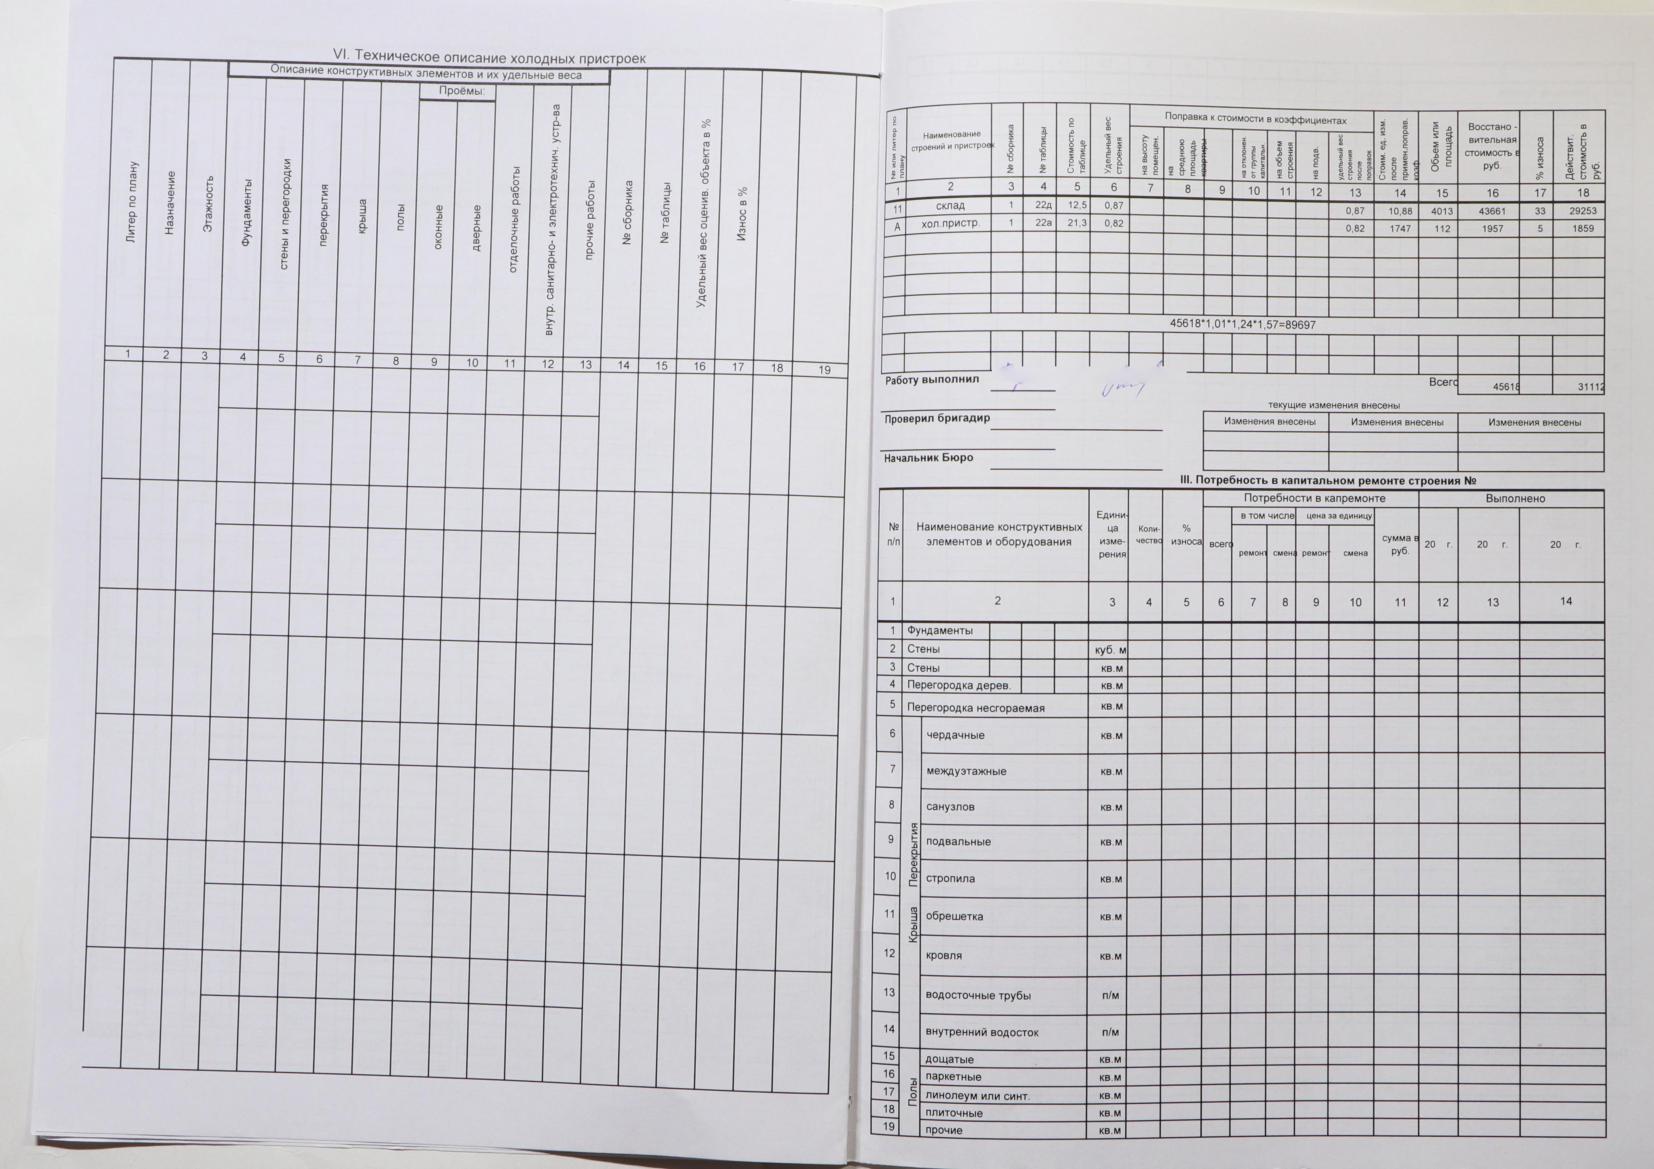 VI. Техническое описание холодных пристроек
Описание конструктивных элементов и их удельные веса
Проёмы:
Литер по плану
Назначение
Этажность
Фундаменты
стены и перегородки
перекрытия
крыша
полы
оконные
дверные
отделочные работы
внутр. санитарно- и электротехнич. устр-ва
прочие работы
№ сборника
№ таблицы
Удельный вес оценив. объекта в %
Износ в %
1 2 3 4 5 6 7 8 9 10 11 12 13 14 15 16 17 18 19
№ или литер по плану
Наименование строений и пристроек
№ сборника
№ таблицы
Стоимость по таблице
Удельный вес строения
Поправка к стоимости в коэффициентах
на высоту помещен.
на среднюю площадь квартиры
на отклонен. от группы капитальн.
на объем строения
на подв.
удельный вес строения после поправок
Стоим. ед. изм. после примен.поправ. коэф.
Объем или площадь
Восстано - вительная стоимость в руб.
% износа
Действит. стоимость в руб.
1 2 3 4 5 6 7 8 9 10 11 12 13 14 15 16 17 18
11 склад 1 22д 12,5 0,87 0,87 10,88 4013 43661 33 29253
А хол.пристр. 1 22а 21,3 0,82 0,82 1747 112 1957 5 1859
45618*1,01*1,24*1,57=89697
Работу выполнил
Всего 45618 31112
Проверил бригадир
текущие изменения внесены
Изменения внесены Изменения внесены Изменения внесены
Начальник Бюро
III. Потребность в капитальном ремонте строения №
№ п/п
Наименование конструктивных элементов и оборудования
Едини- ца изме- рения
Коли- чество
% износа
Потребности в капремонте
всего
в том числе
ремонт смена
цена за единицу
ремонт смена
сумма в руб.
Выполнено
20 г. 20 г. 20 г.
1 2 3 4 5 6 7 8 9 10 11 12 13 14
1 Фундаменты
2 Стены куб. м
3 Стены кв.м
4 Перегородка дерев. кв.м
5 Перегородка несгораемая кв.м
Перекрытия
6 чердачные кв.м
7 междуэтажные кв.м
8 санузлов кв.м
9 подвальные кв.м
Крыша
10 стропила кв.м
11 обрешетка кв.м
12 кровля кв.м
13 водосточные трубы п/м
14 внутренний водосток п/м
Полы
15 дощатые кв.м
16 паркетные кв.м
17 линолеум или синт. кв.м
18 плиточные кв.м
19 прочие кв.м